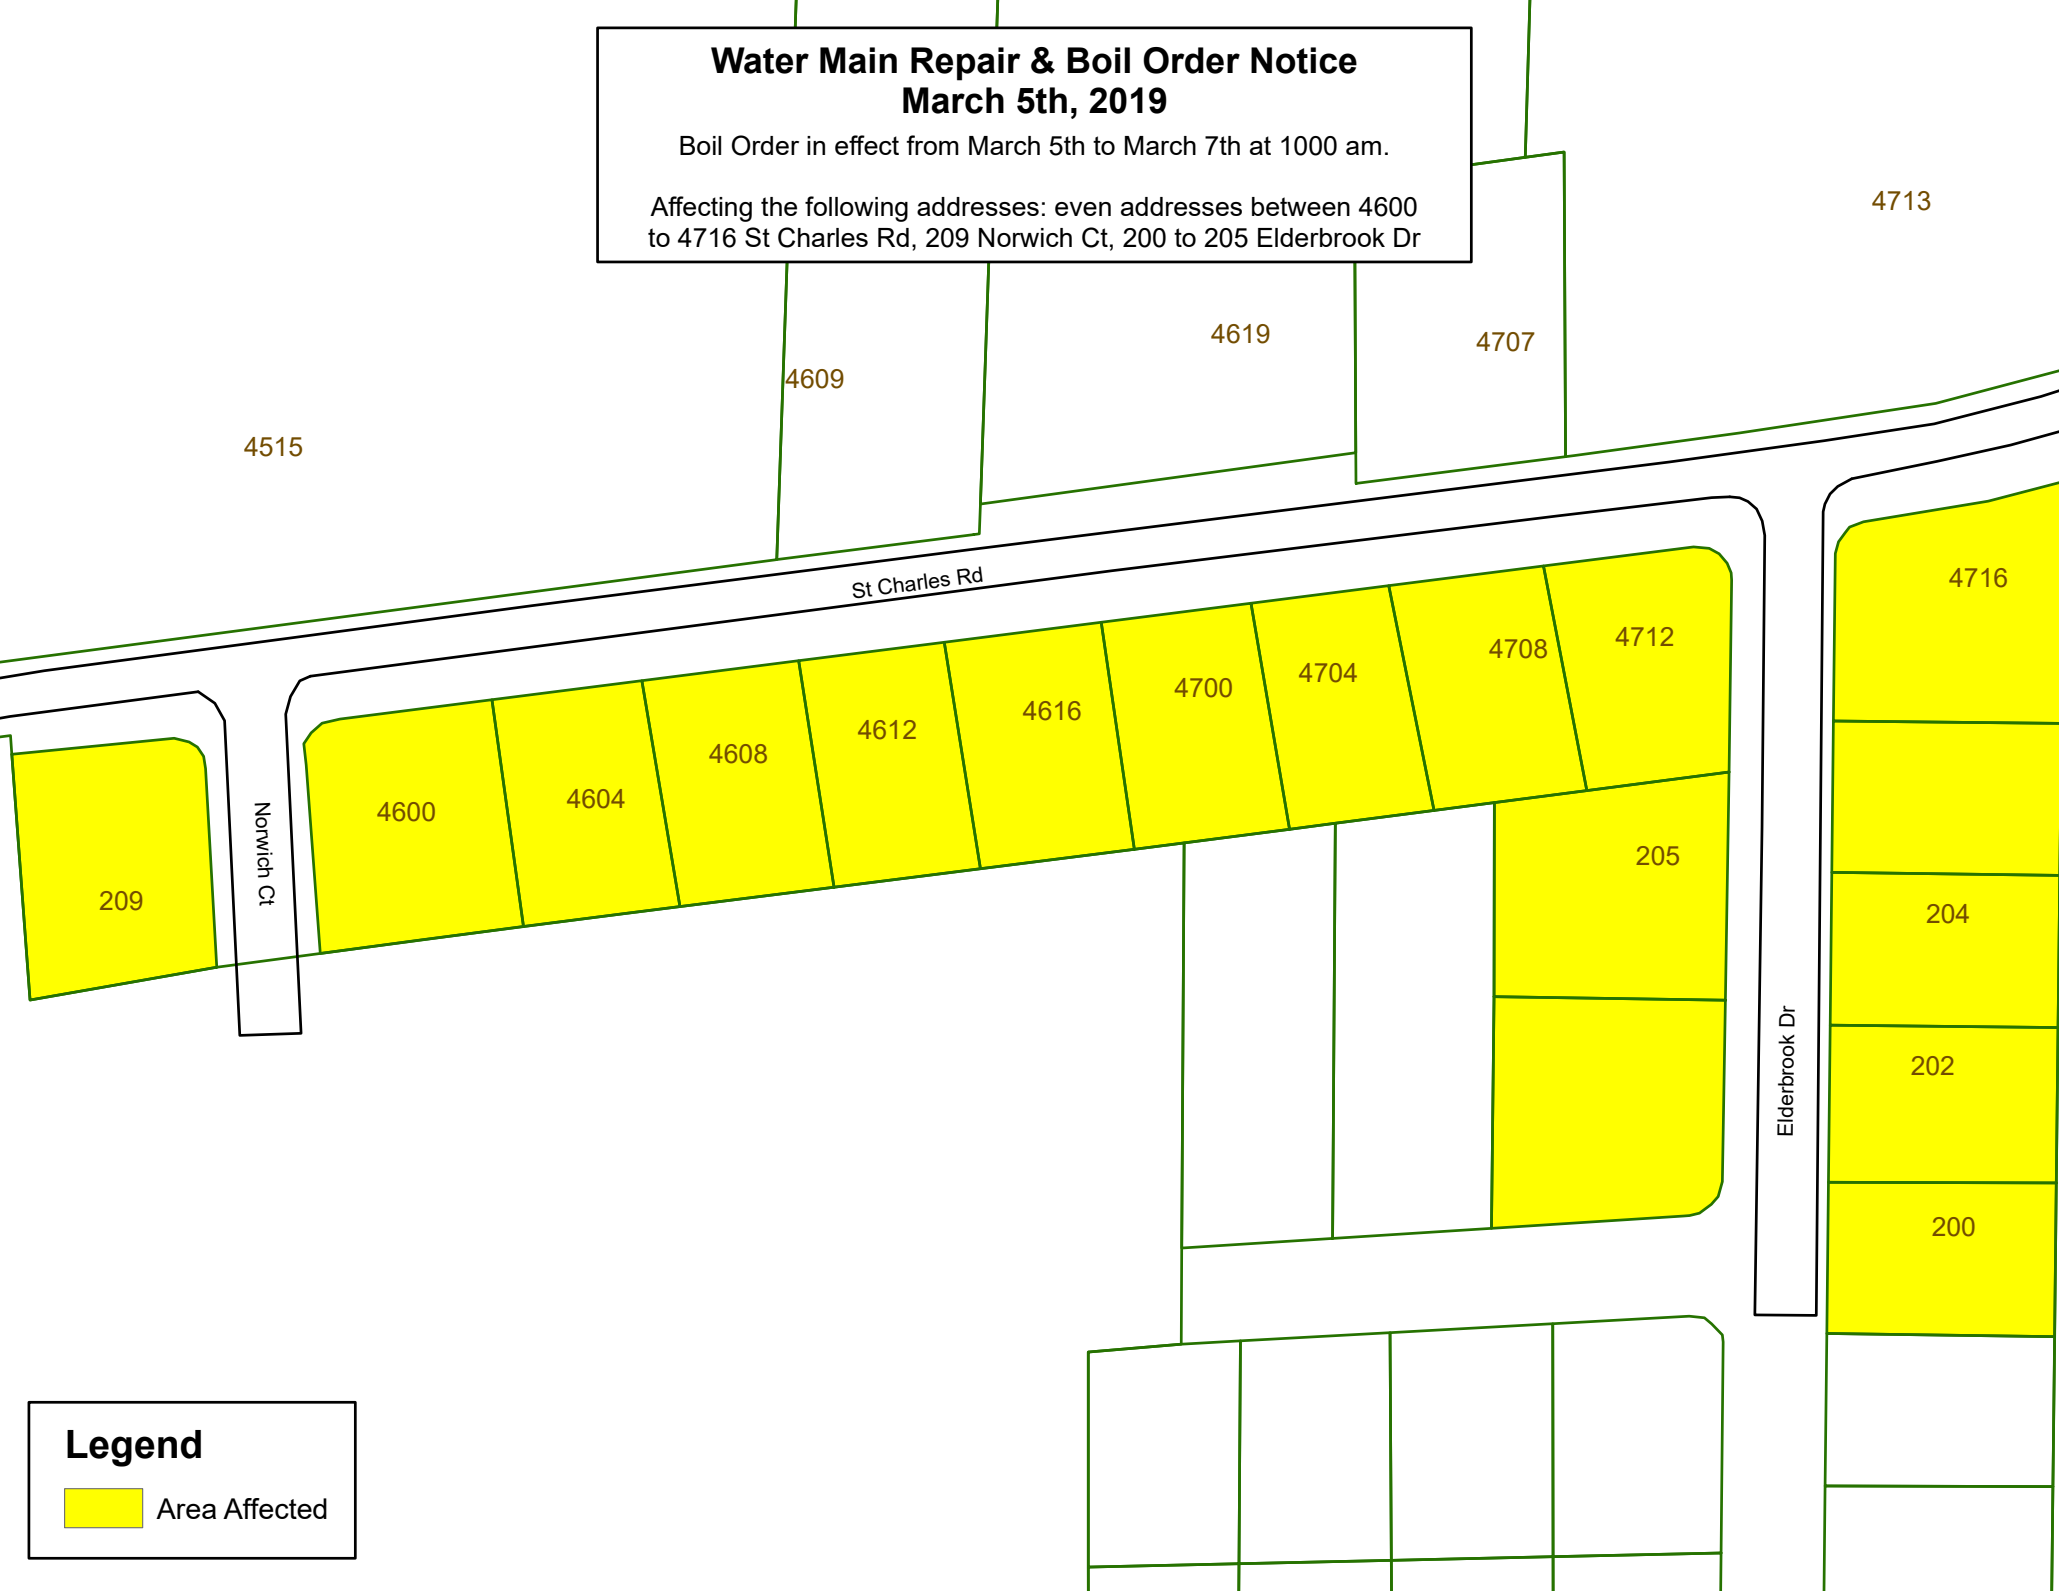 Water Main Repair & Boil Order Notice
March 5th, 2019
Boil Order in effect from March 5th to March 7th at 1000 am.
Affecting the following addresses: even addresses between 4600
to 4716 St Charles Rd, 209 Norwich Ct, 200 to 205 Elderbrook Dr
4713
4619
4707
4609
4515
St Charles Rd
4716
4712
4708
4704
4700
4616
4612
4608
4604
4600
Norwich Ct
209
205
204
202
Elderbrook Dr
200
Legend
Area Affected